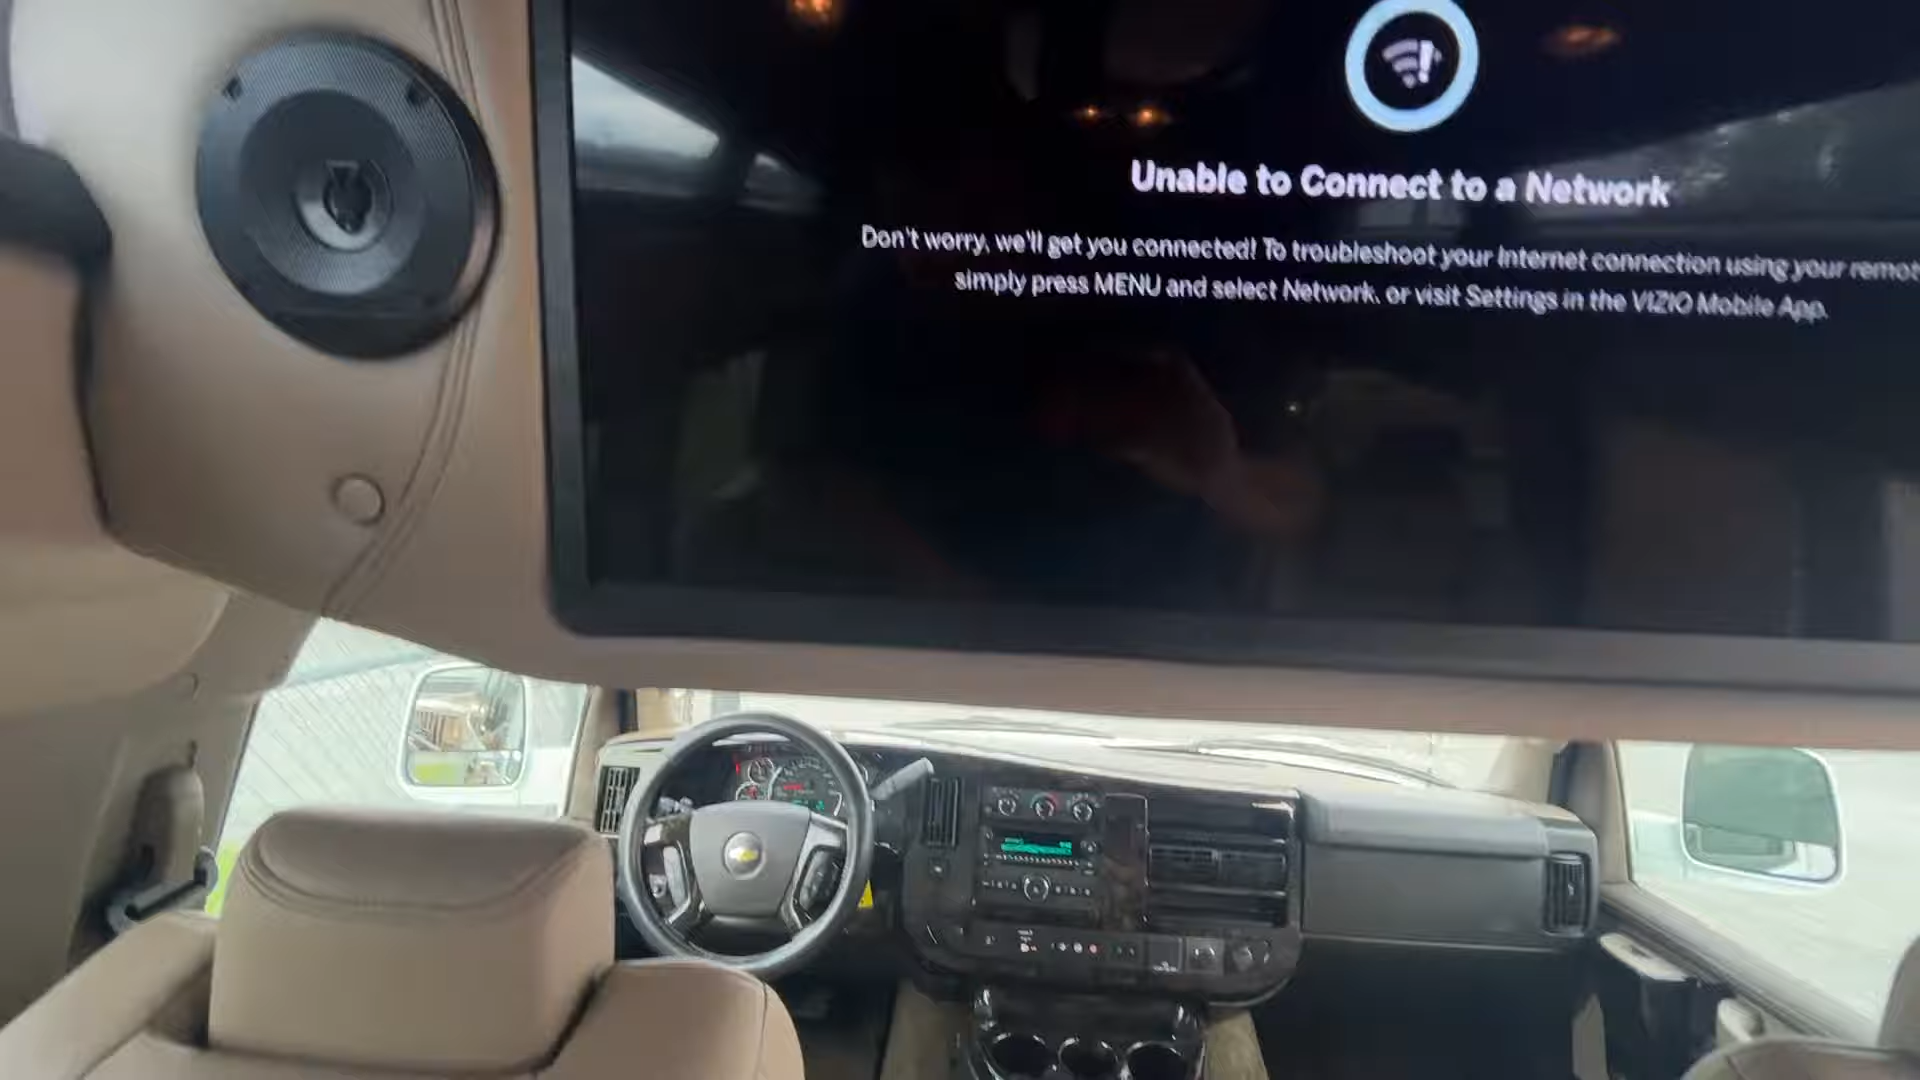 Unable to Connect to a Network
Don't worry, we'll get you connected! To troubleshoot your Internet connection using your remot
simply press MENU and select Network, or visit Settings in the VIZIO Mobile App.